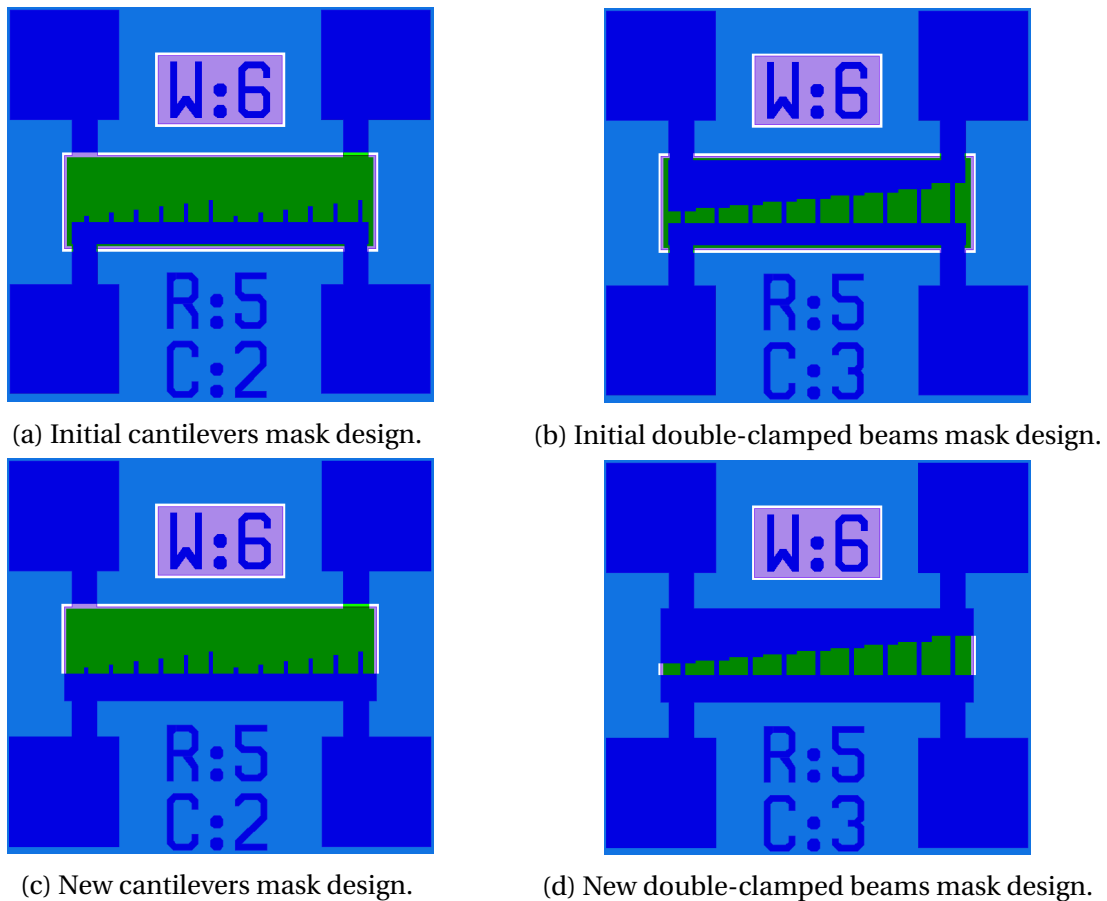 W:6
R:5
C:2
(a) Initial cantilevers mask design.
W:6
R:5
C:3
(b) Initial double-clamped beams mask design.
W:6
R:5
C:2
(c) New cantilevers mask design.
W:6
R:5
C:3
(d) New double-clamped beams mask design.